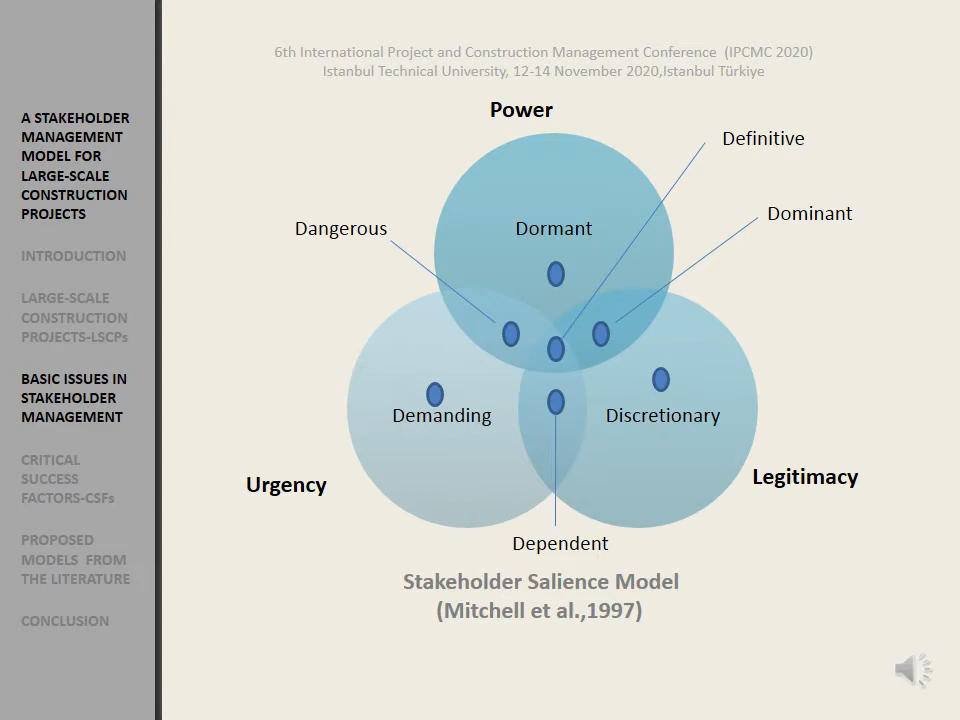 6th International Project and Construction Management Conference (IPCMC 2020)
Istanbul Technical University, 12-14 November 2020,Istanbul Türkiye
A STAKEHOLDER
MANAGEMENT
MODEL FOR
LARGE-SCALE
CONSTRUCTION
PROJECTS
INTRODUCTION
LARGE-SCALE
CONSTRUCTION
PROJECTS-LSCPs
BASIC ISSUES IN
STAKEHOLDER
MANAGEMENT
CRITICAL
SUCCESS
FACTORS-CSFs
PROPOSED
MODELS FROM
THE LITERATURE
CONCLUSION
Power
Definitive
Dominant
Dangerous
Dormant
Demanding
Discretionary
Urgency
Legitimacy
Dependent
Stakeholder Salience Model
(Mitchell et al.,1997)